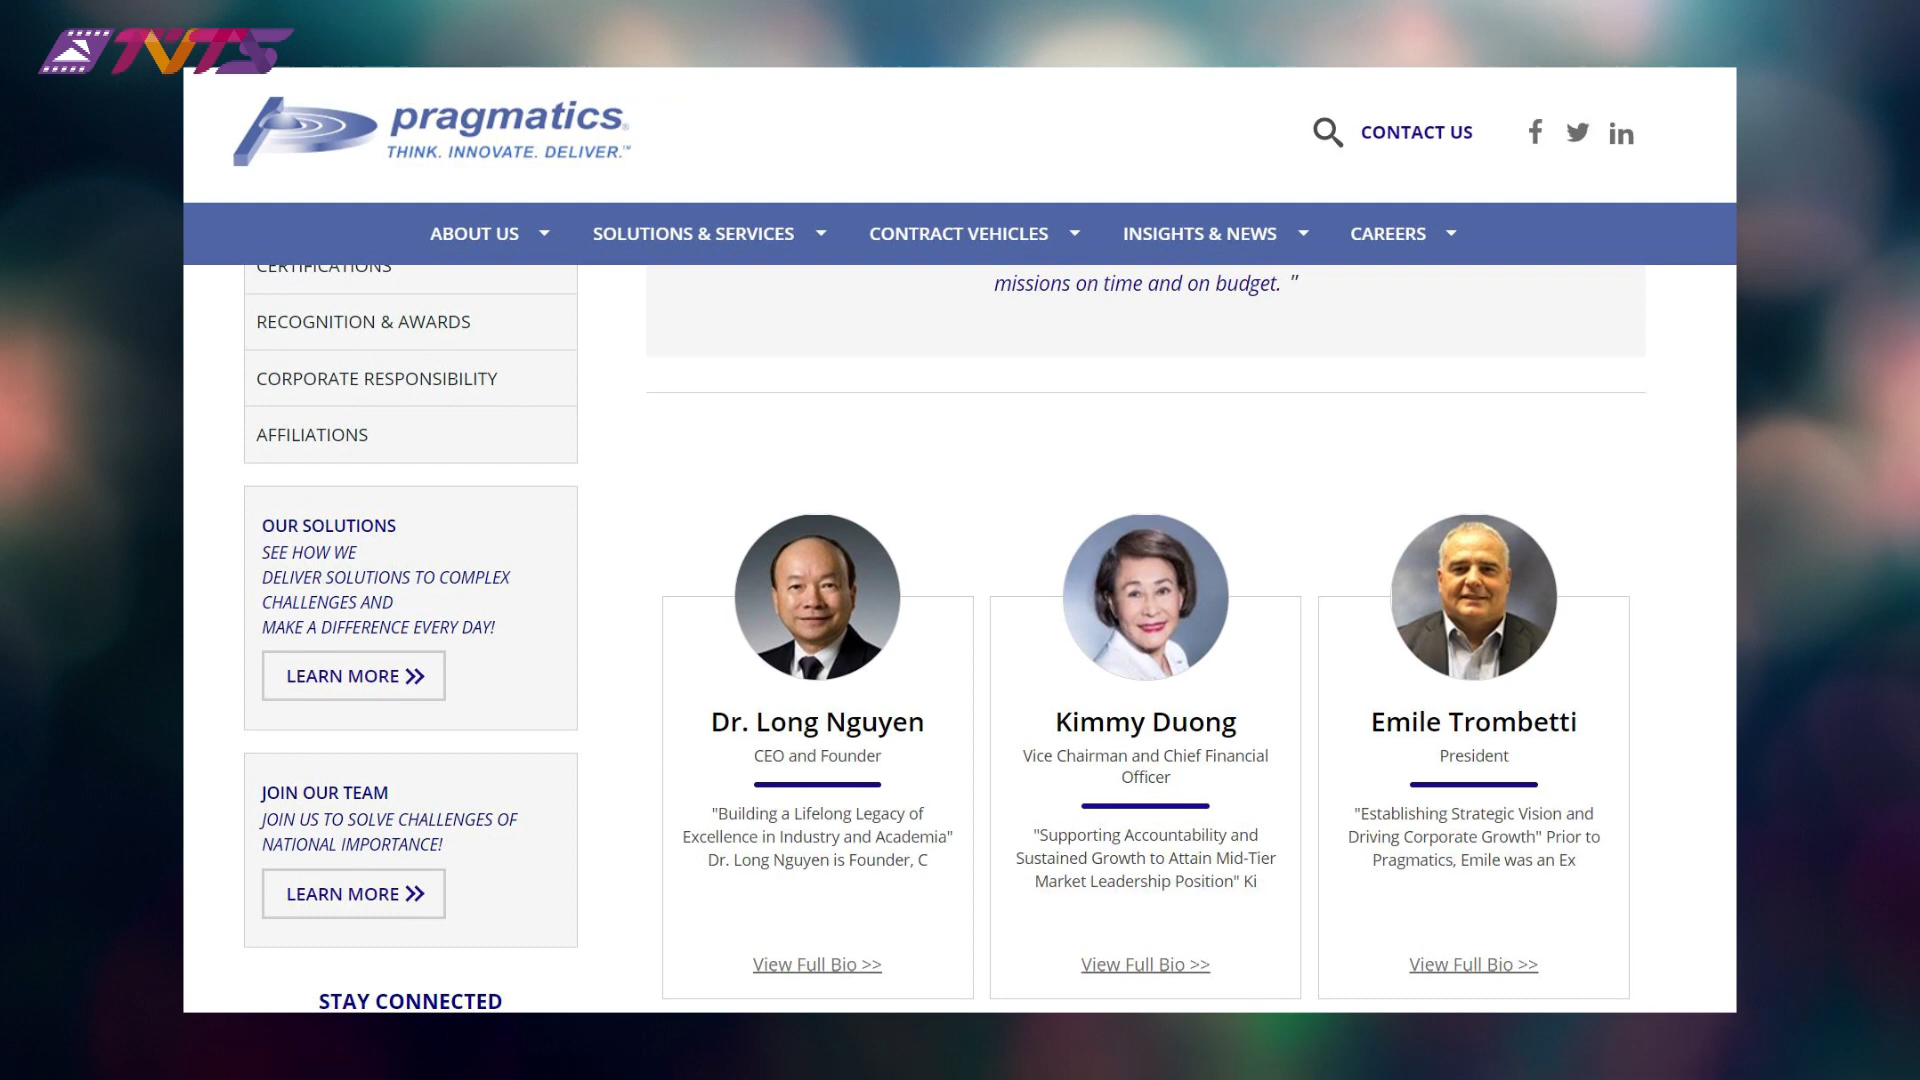 TVTS
pragmatics®
THINK. INNOVATE. DELIVER.™
CONTACT US
ABOUT US
SOLUTIONS & SERVICES
CONTRACT VEHICLES
INSIGHTS & NEWS
CAREERS
CERTIFICATIONS
RECOGNITION & AWARDS
CORPORATE RESPONSIBILITY
AFFILIATIONS
OUR SOLUTIONS
SEE HOW WE
DELIVER SOLUTIONS TO COMPLEX
CHALLENGES AND
MAKE A DIFFERENCE EVERY DAY!
LEARN MORE
JOIN OUR TEAM
JOIN US TO SOLVE CHALLENGES OF
NATIONAL IMPORTANCE!
LEARN MORE
STAY CONNECTED
missions on time and on budget. "
Dr. Long Nguyen
CEO and Founder
"Building a Lifelong Legacy of
Excellence in Industry and Academia"
Dr. Long Nguyen is Founder, C
View Full Bio >>
Kimmy Duong
Vice Chairman and Chief Financial
Officer
"Supporting Accountability and
Sustained Growth to Attain Mid-Tier
Market Leadership Position" Ki
View Full Bio >>
Emile Trombetti
President
"Establishing Strategic Vision and
Driving Corporate Growth" Prior to
Pragmatics, Emile was an Ex
View Full Bio >>